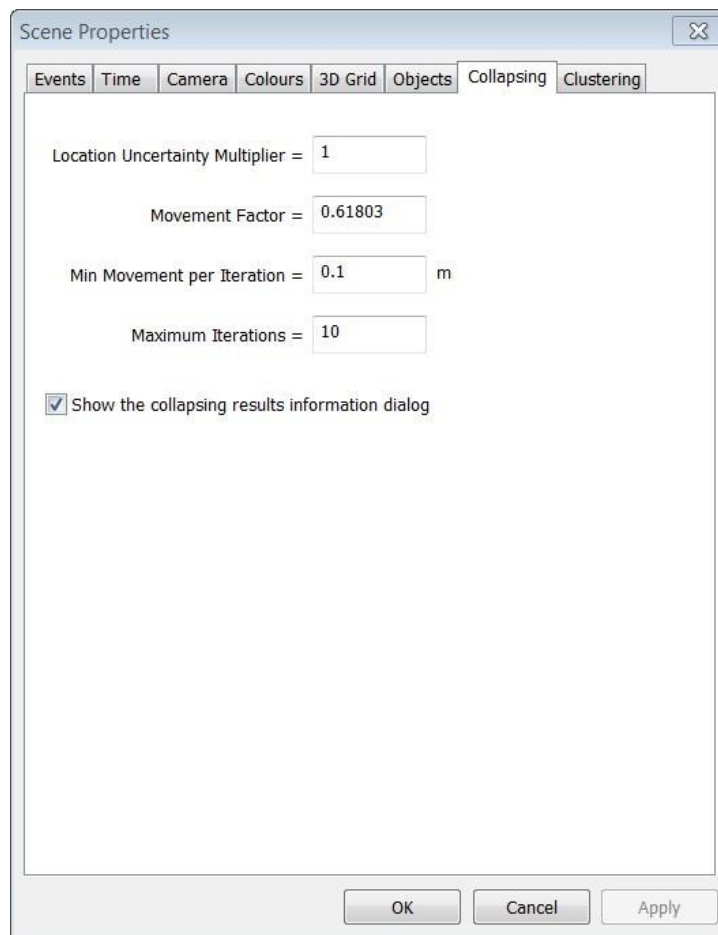 Scene Properties
Events Time Camera Colours 3D Grid Objects Collapsing Clustering
Location Uncertainty Multiplier = 1
Movement Factor = 0.61803
Min Movement per Iteration = 0.1 m
Maximum Iterations = 10
Show the collapsing results information dialog
OK Cancel Apply